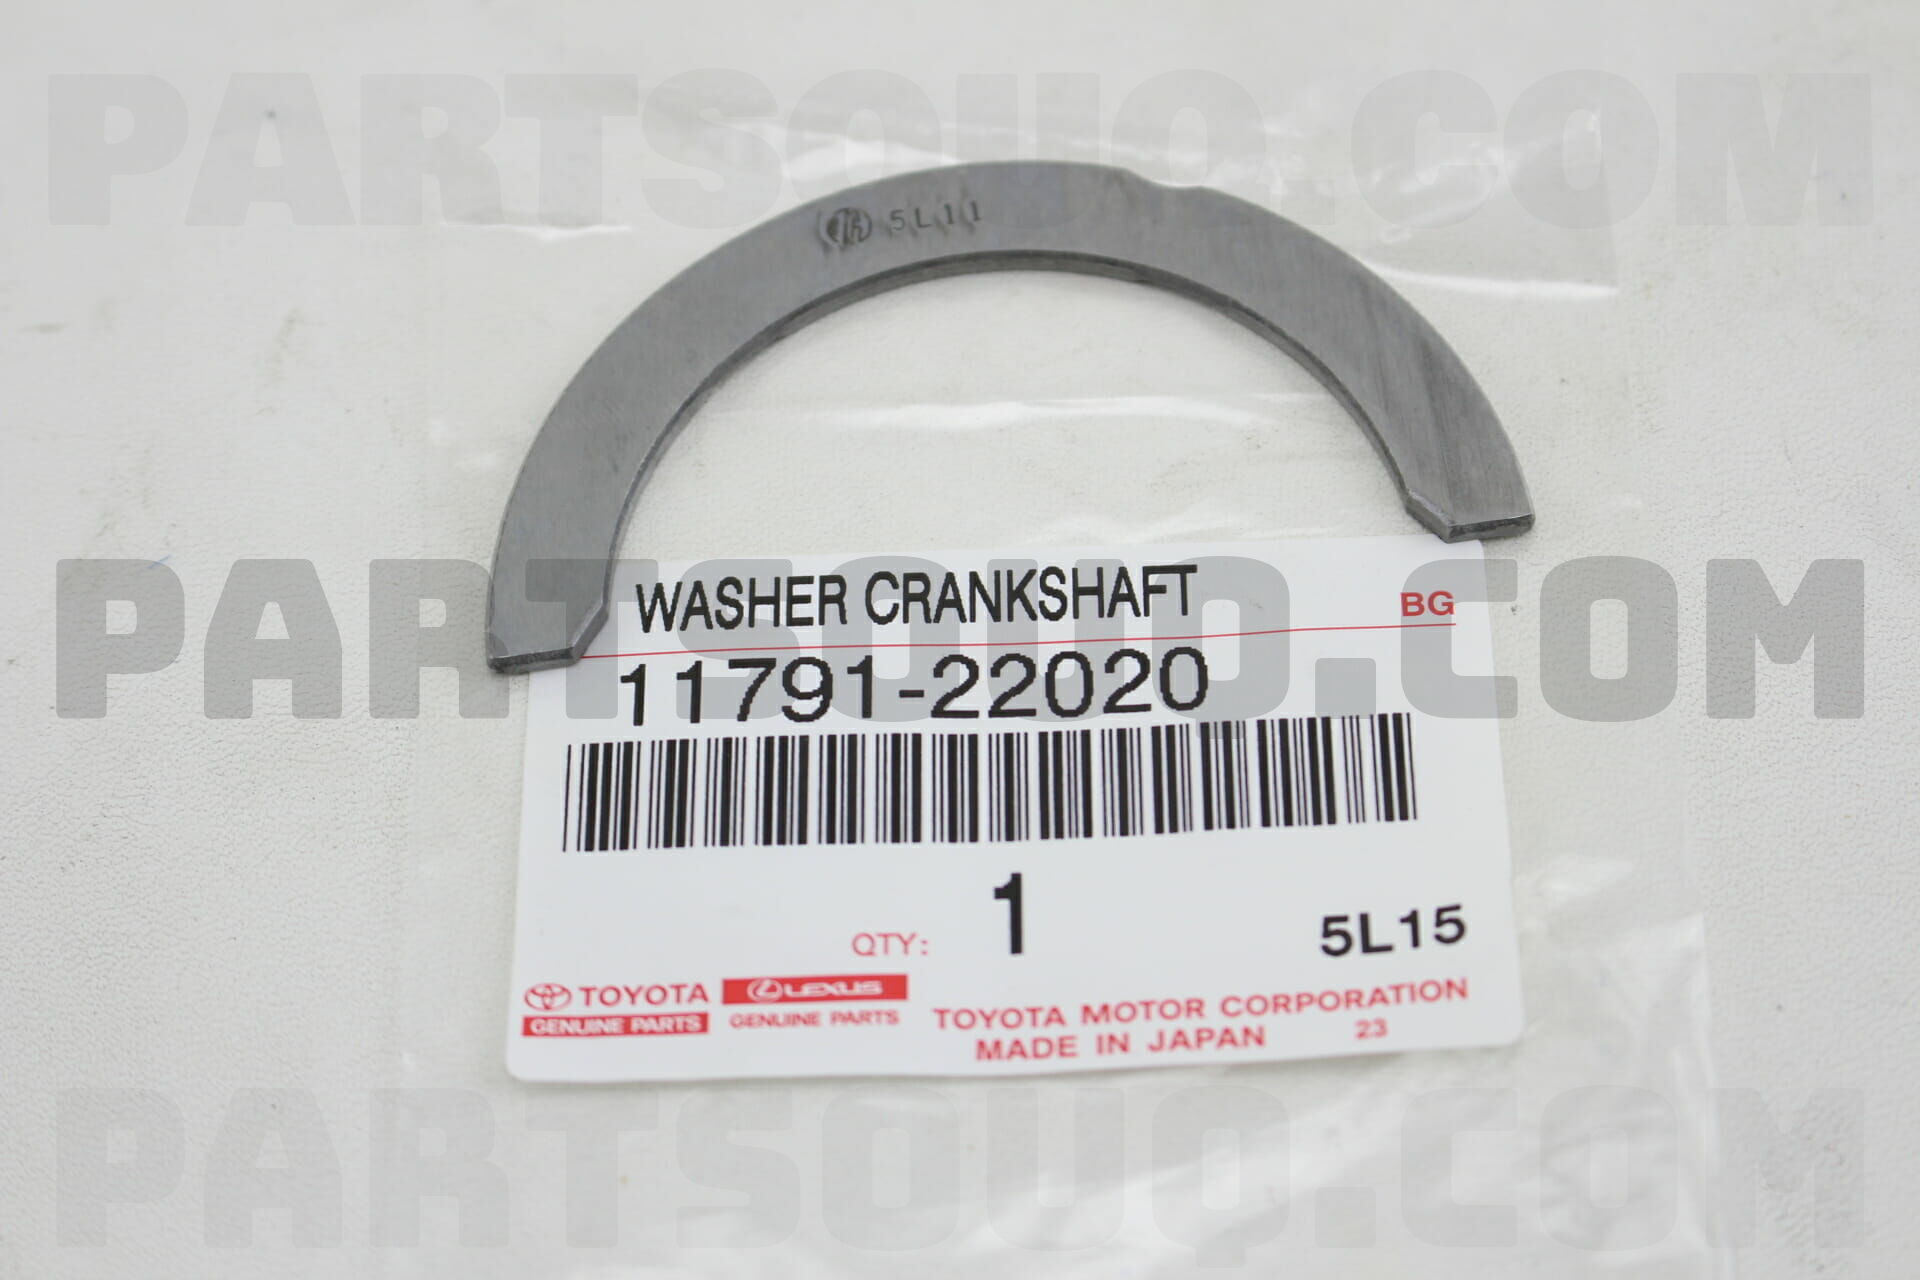 PARTSOUQ.COM
5L11
PARTSOUQ.COM
WASHER CRANKSHAFT
BG
11791-22020
QTY: 1
5L15
TOYOTA
GENUINE PARTS
LEXUS
GENUINE PARTS
TOYOTA MOTOR CORPORATION
MADE IN JAPAN 23
PARTSOUQ.COM